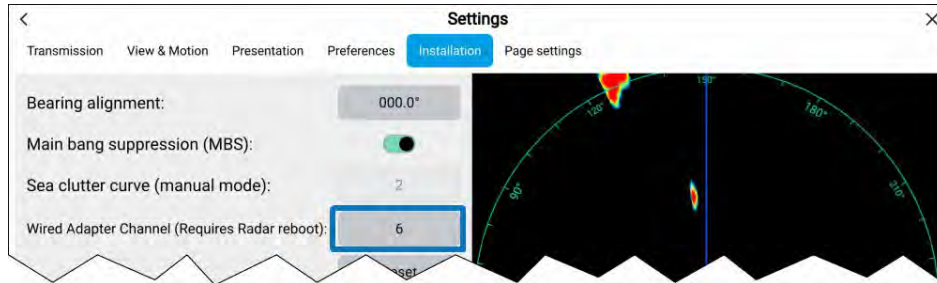 Settings
Transmission View & Motion Presentation Preferences Installation Page settings
Bearing alignment: 000.0°
Main bang suppression (MBS):
Sea clutter curve (manual mode): 2
Wired Adapter Channel (Requires Radar reboot): 6
90°
120°
150°
180°
210°